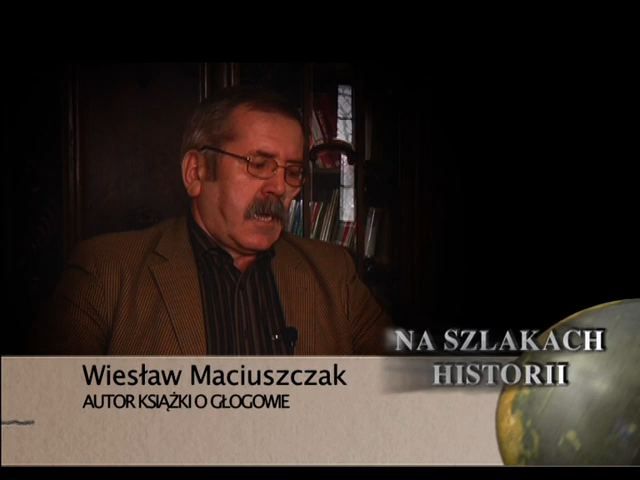 NA SZLAKACH
HISTORII
Wiesław Maciuszczak
AUTOR KSIĄŻKI O GŁOGOWIE